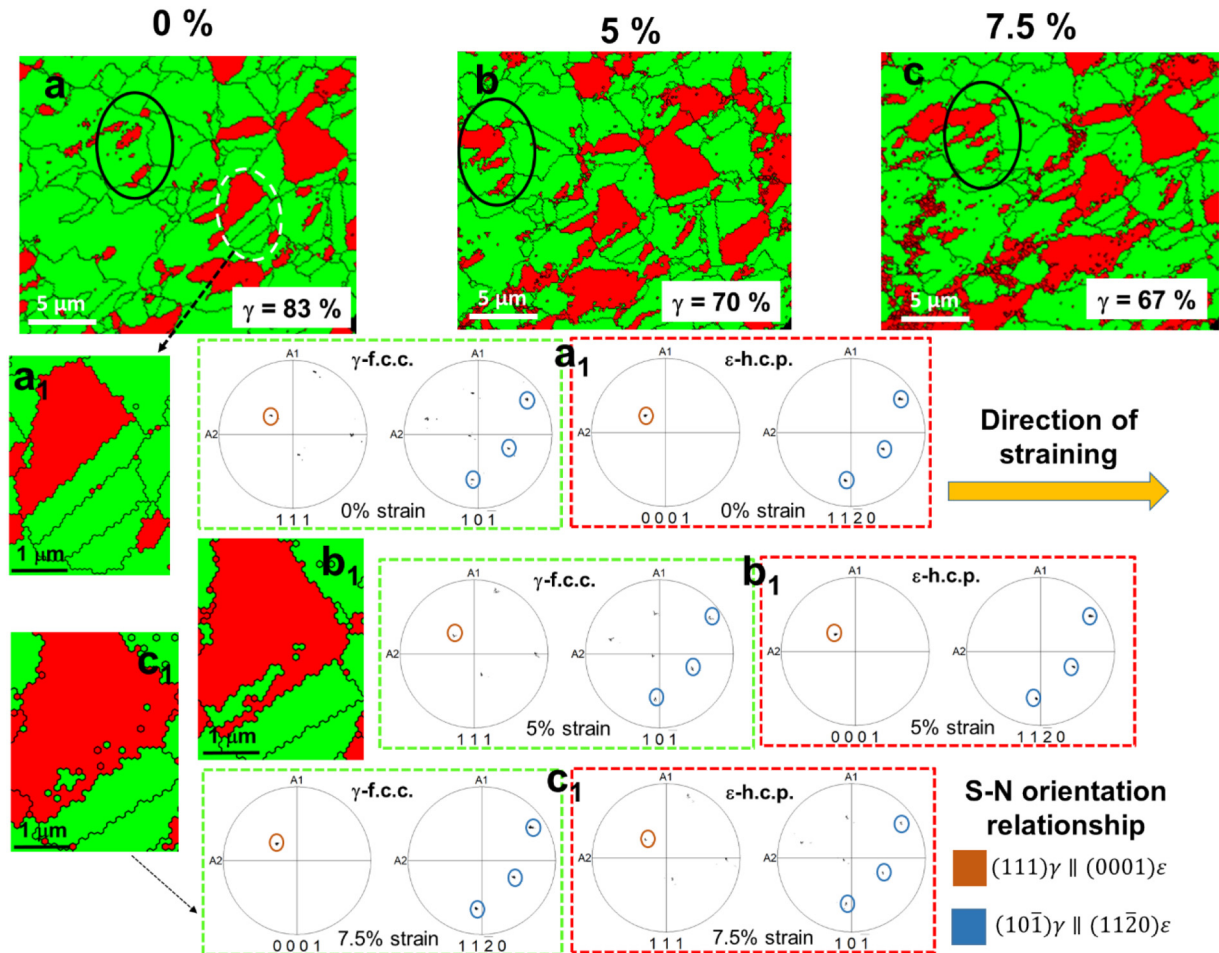 0 %
5 %
7.5 %
a
b
c
5 μm
γ = 83 %
5 μm
γ = 70 %
5 μm
γ = 67 %
a1
1 μm
γ-f.c.c.
A1
A2
A1
A2
1 1 1
0% strain
1 0 1̅
a1
ε-h.c.p.
A1
A2
A1
A2
0 0 0 1
0% strain
1 1 2̅ 0
Direction of
straining
b1
1 μm
γ-f.c.c.
A1
A2
A1
A2
1 1 1
5% strain
1 0 1
b1
ε-h.c.p.
A1
A2
A1
A2
0 0 0 1
5% strain
1 1 2 0
c1
1 μm
γ-f.c.c.
A1
A2
A1
A2
0 0 0 1
7.5% strain
1 1 2̅ 0
c1
ε-h.c.p.
A1
A2
A1
A2
1 1 1
7.5% strain
1 0 1̅
S-N orientation
relationship
(111)γ ∥ (0001)ε
(101̅)γ ∥ (112̅0)ε